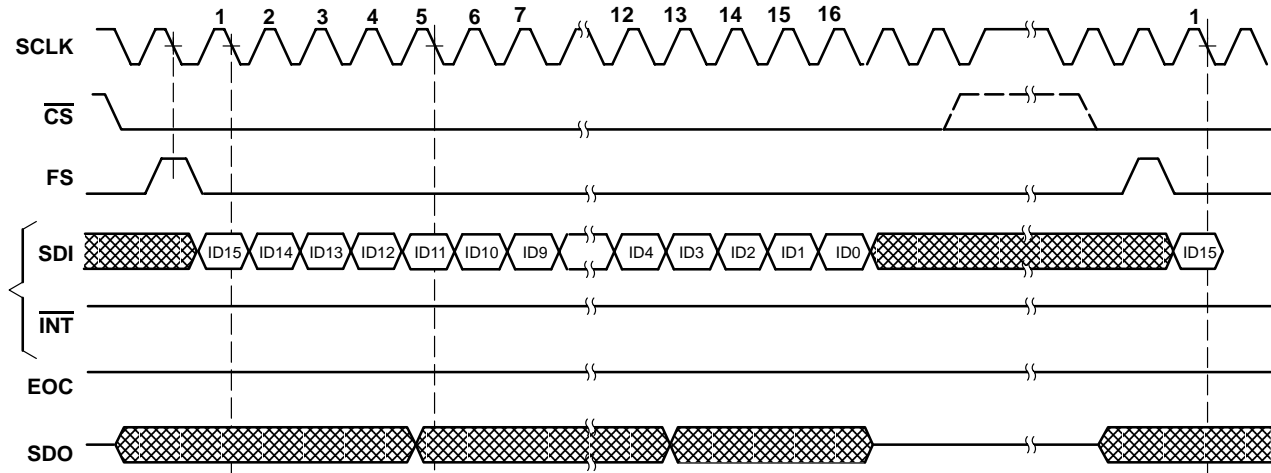 1 2 3 4 5 6 7 12 13 14 15 16 1
SCLK
CS
FS
SDI ID15 ID14 ID13 ID12 ID11 ID10 ID9 ID4 ID3 ID2 ID1 ID0 ID15
INT
EOC
SDO